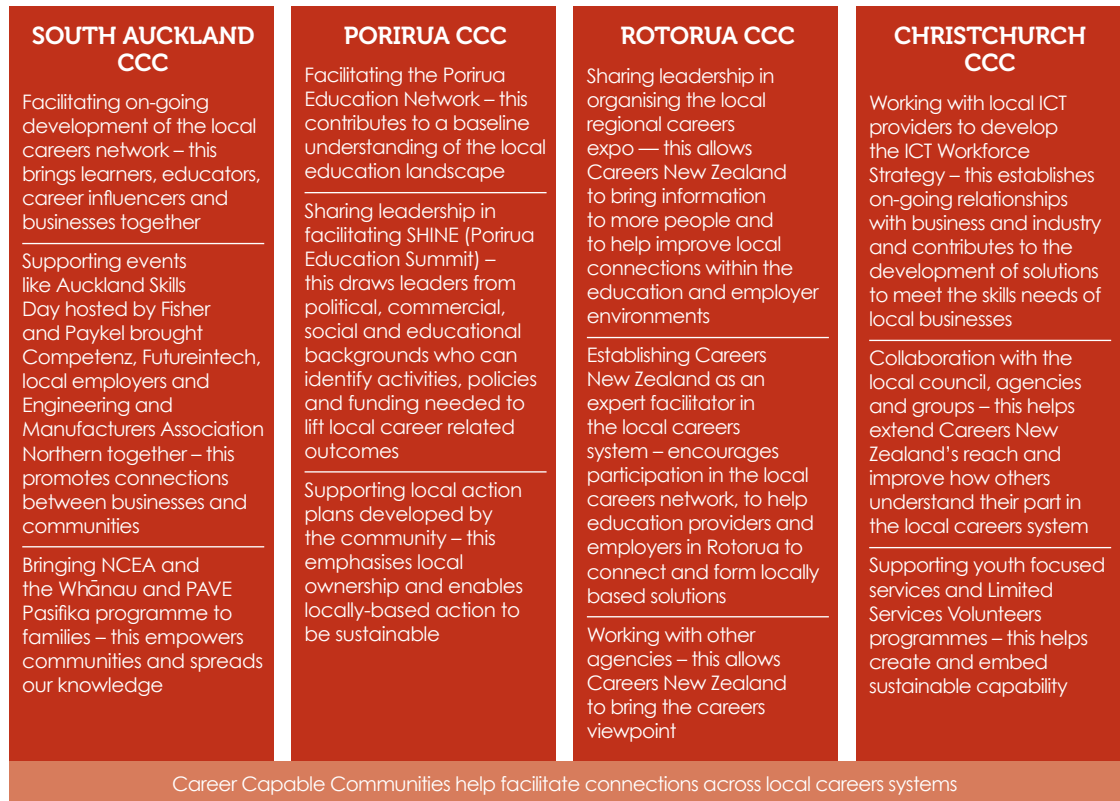 SOUTH AUCKLAND
CCC
Facilitating on-going
development of the local
careers network – this
brings learners, educators,
career influencers and
businesses together
Supporting events
like Auckland Skills
Day hosted by Fisher
and Paykel brought
Competenz, Futureintech,
local employers and
Engineering and
Manufacturers Association
Northern together – this
promotes connections
between businesses and
communities
Bringing NCEA and
the Whānau and PAVE
Pasifika programme to
families – this empowers
communities and spreads
our knowledge
PORIRUA CCC
Facilitating the Porirua
Education Network – this
contributes to a baseline
understanding of the local
education landscape
Sharing leadership in
facilitating SHINE (Porirua
Education Summit) –
this draws leaders from
political, commercial,
social and educational
backgrounds who can
identify activities, policies
and funding needed to
lift local career related
outcomes
Supporting local action
plans developed by
the community – this
emphasises local
ownership and enables
locally-based action to
be sustainable
ROTORUA CCC
Sharing leadership in
organising the local
regional careers
expo — this allows
Careers New Zealand
to bring information
to more people and
to help improve local
connections within the
education and employer
environments
Establishing Careers
New Zealand as an
expert facilitator in
the local careers
system – encourages
participation in the local
careers network, to help
education providers and
employers in Rotorua to
connect and form locally
based solutions
Working with other
agencies – this allows
Careers New Zealand
to bring the careers
viewpoint
CHRISTCHURCH
CCC
Working with local ICT
providers to develop
the ICT Workforce
Strategy – this establishes
on-going relationships
with business and industry
and contributes to the
development of solutions
to meet the skills needs of
local businesses
Collaboration with the
local council, agencies
and groups – this helps
extend Careers New
Zealand’s reach and
improve how others
understand their part in
the local careers system
Supporting youth focused
services and Limited
Services Volunteers
programmes – this helps
create and embed
sustainable capability
Career Capable Communities help facilitate connections across local careers systems